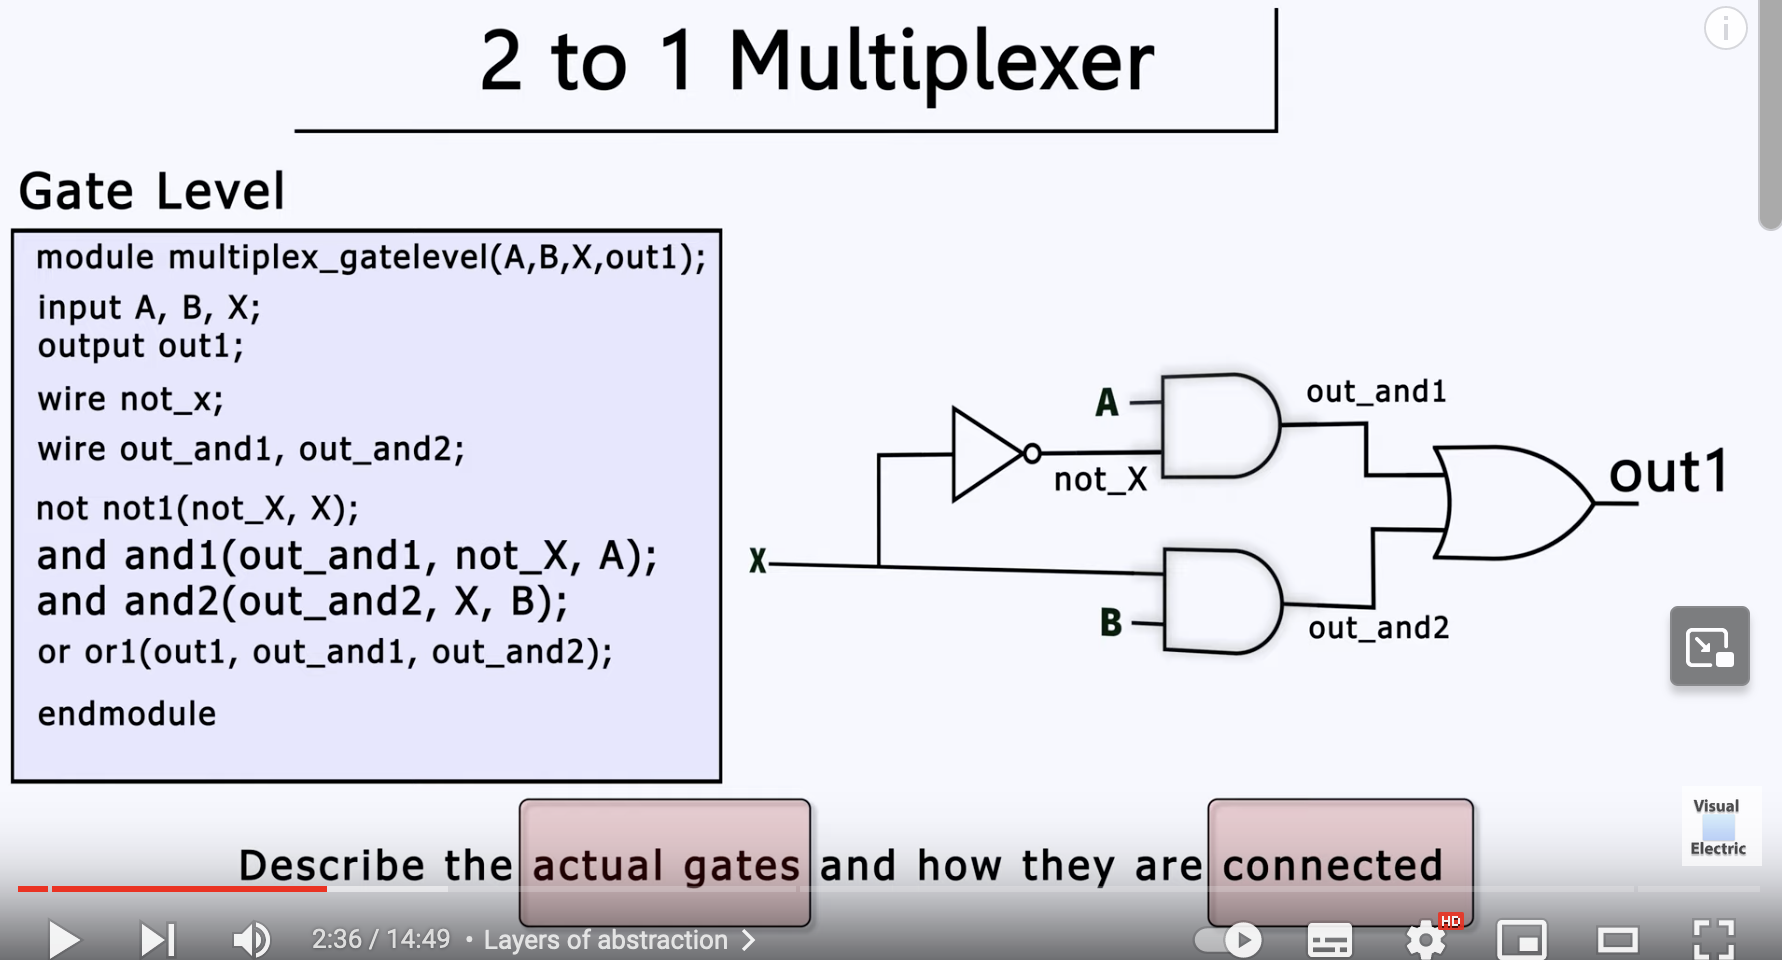 2 to 1 Multiplexer
Gate Level
module multiplex_gatelevel(A,B,X,out1);
input A, B, X;
output out1;
wire not_x;
wire out_and1, out_and2;
not not1(not_X, X);
and and1(out_and1, not_X, A);
and and2(out_and2, X, B);
or or1(out1, out_and1, out_and2);
endmodule
A
out_and1
not_X
out1
X
B
out_and2
Visual
Electric
Describe the actual gates and how they are connected
2:36 / 14:49 • Layers of abstraction
HD